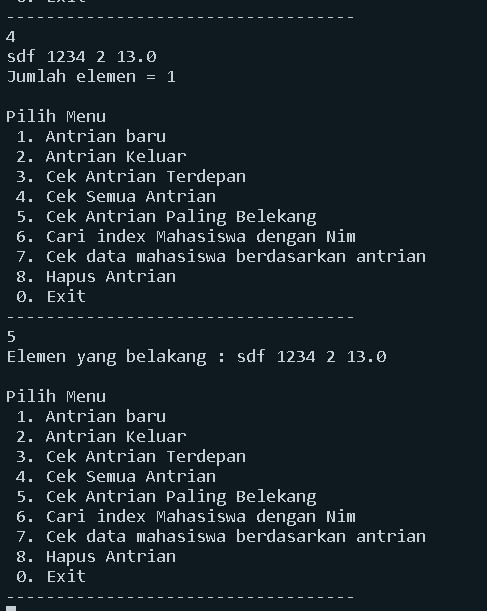 -----------------------------------
4
sdf 1234 2 13.0
Jumlah elemen = 1
Pilih Menu
1. Antrian baru
2. Antrian Keluar
3. Cek Antrian Terdepan
4. Cek Semua Antrian
5. Cek Antrian Paling Belekang
6. Cari index Mahasiswa dengan Nim
7. Cek data mahasiswa berdasarkan antrian
8. Hapus Antrian
0. Exit
-----------------------------------
5
Elemen yang belakang : sdf 1234 2 13.0
Pilih Menu
1. Antrian baru
2. Antrian Keluar
3. Cek Antrian Terdepan
4. Cek Semua Antrian
5. Cek Antrian Paling Belekang
6. Cari index Mahasiswa dengan Nim
7. Cek data mahasiswa berdasarkan antrian
8. Hapus Antrian
0. Exit
-----------------------------------